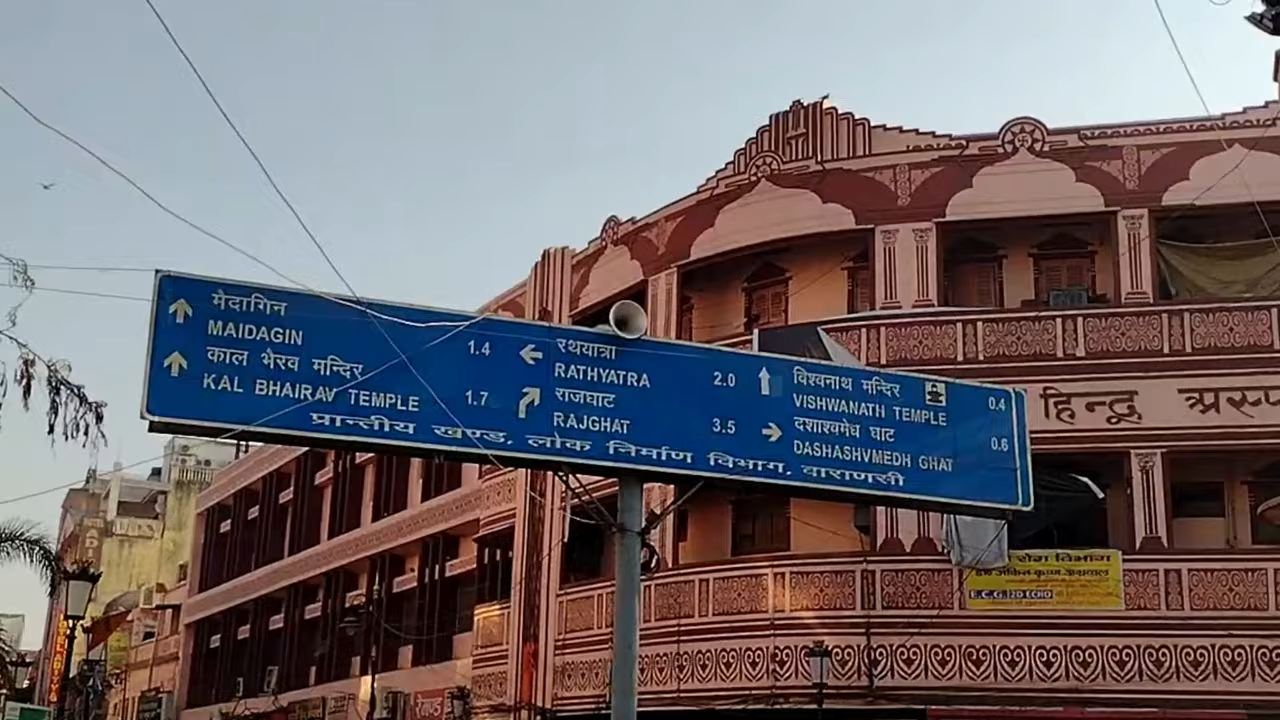 मैदागिन
MAIDAGIN 1.4
काल भैरव मन्दिर
KAL BHAIRAV TEMPLE 1.7
रथयात्रा
RATHYATRA 2.0
राजघाट
RAJGHAT 3.5
विश्वनाथ मन्दिर
VISHWANATH TEMPLE 0.4
दशाश्वमेध घाट
DASHASHVMEDH GHAT 0.6
प्रान्तीय खण्ड, लोक निर्माण विभाग, वाराणसी
हिन्दू
रोग विभाग
E.C.G. 2D ECHO